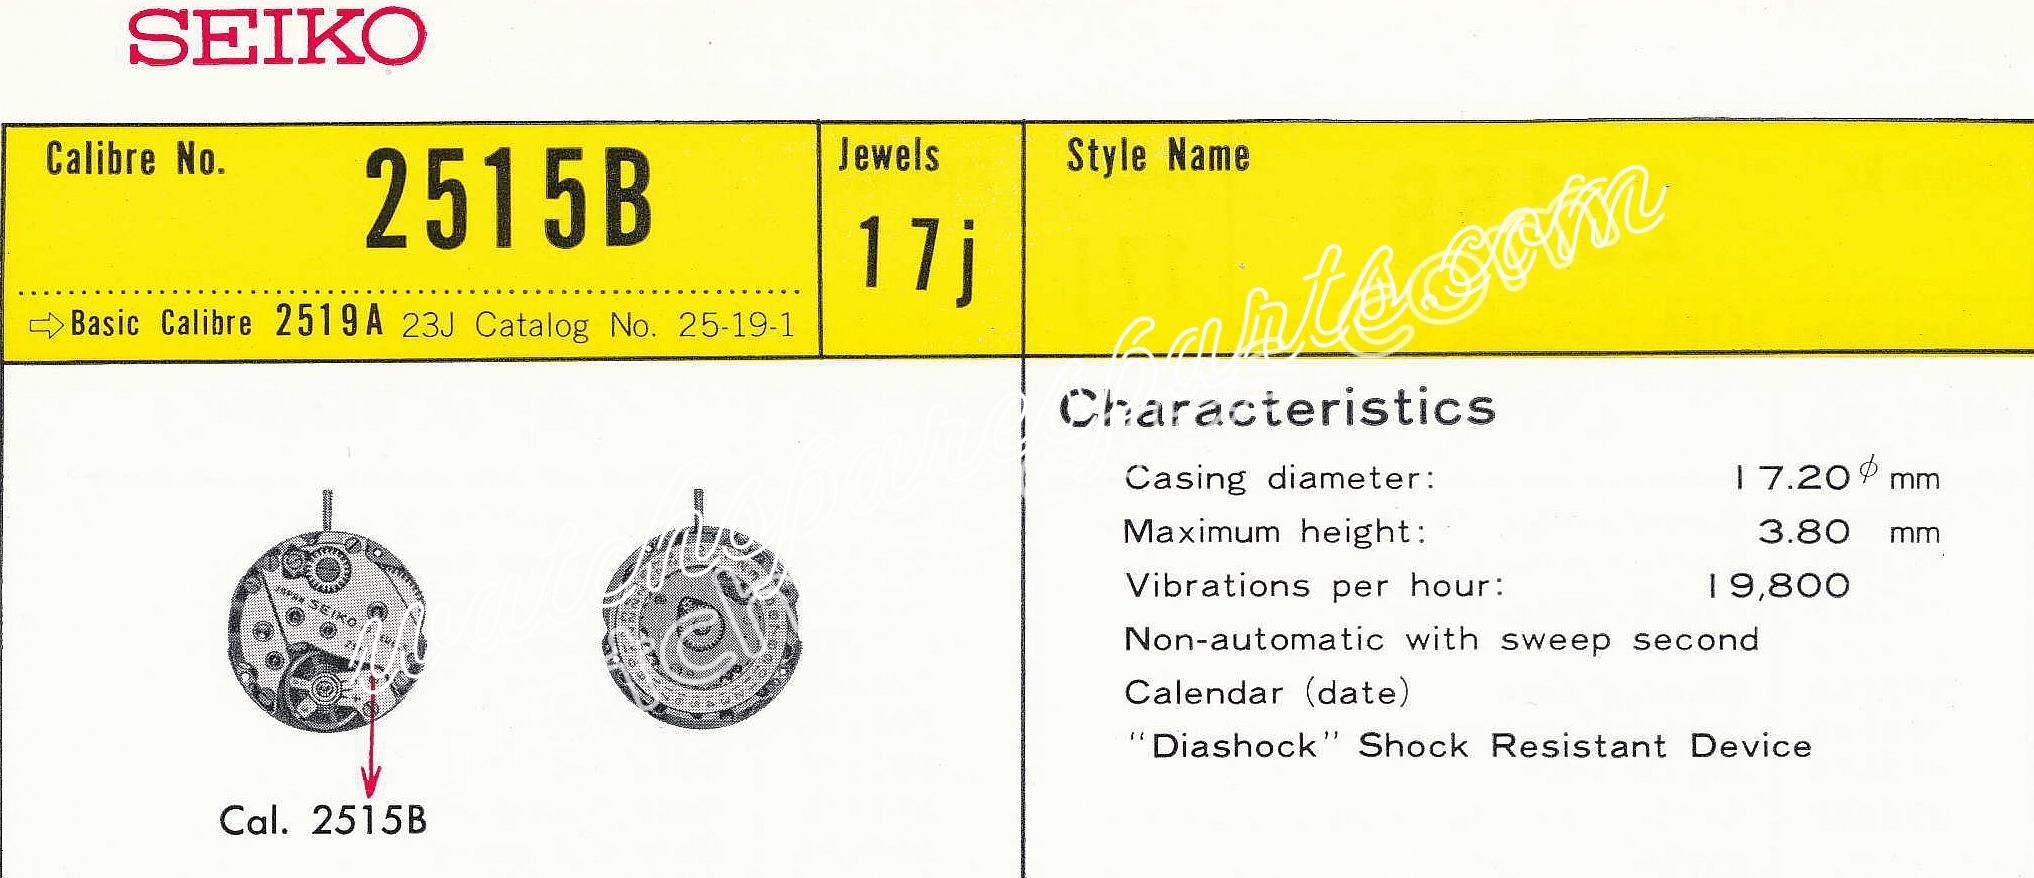 SEIKO
Calibre No. 2515B
Jewels
17j
Style Name
⇨Basic Calibre 2519A 23J Catalog No. 25-19-1
Characteristics
Casing diameter: 17.20φ mm
Maximum height: 3.80 mm
Vibrations per hour: 19,800
Non-automatic with sweep second
Calendar (date)
"Diashock" Shock Resistant Device
SEIKO
Cal. 2515B
watchspareparts.com